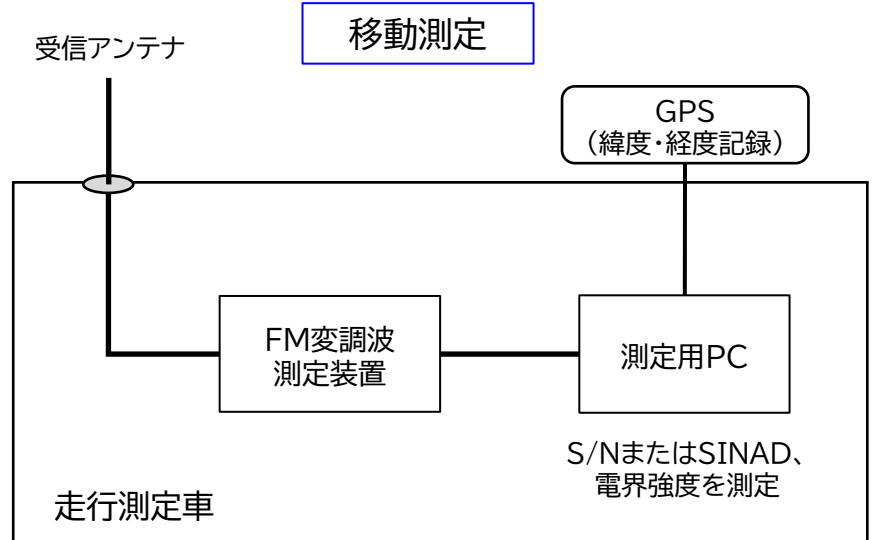 移動測定
受信アンテナ
GPS
（緯度・経度記録）
FM変調波
測定装置
測定用PC
S/NまたはSINAD、
電界強度を測定
走行測定車